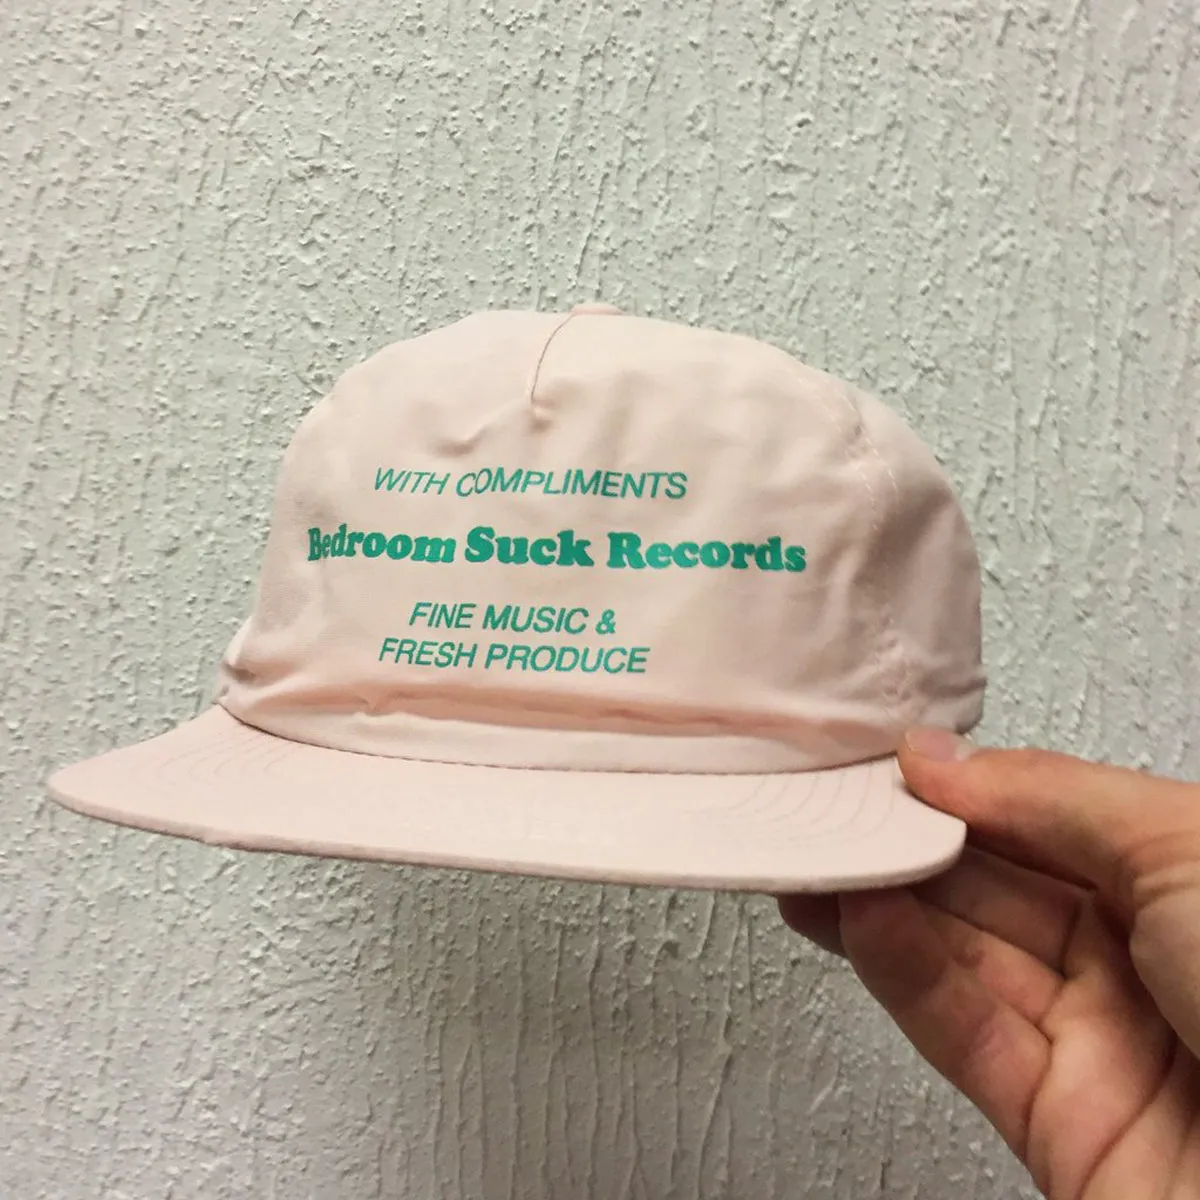 WITH COMPLIMENTS
Bedroom Suck Records
FINE MUSIC &
FRESH PRODUCE